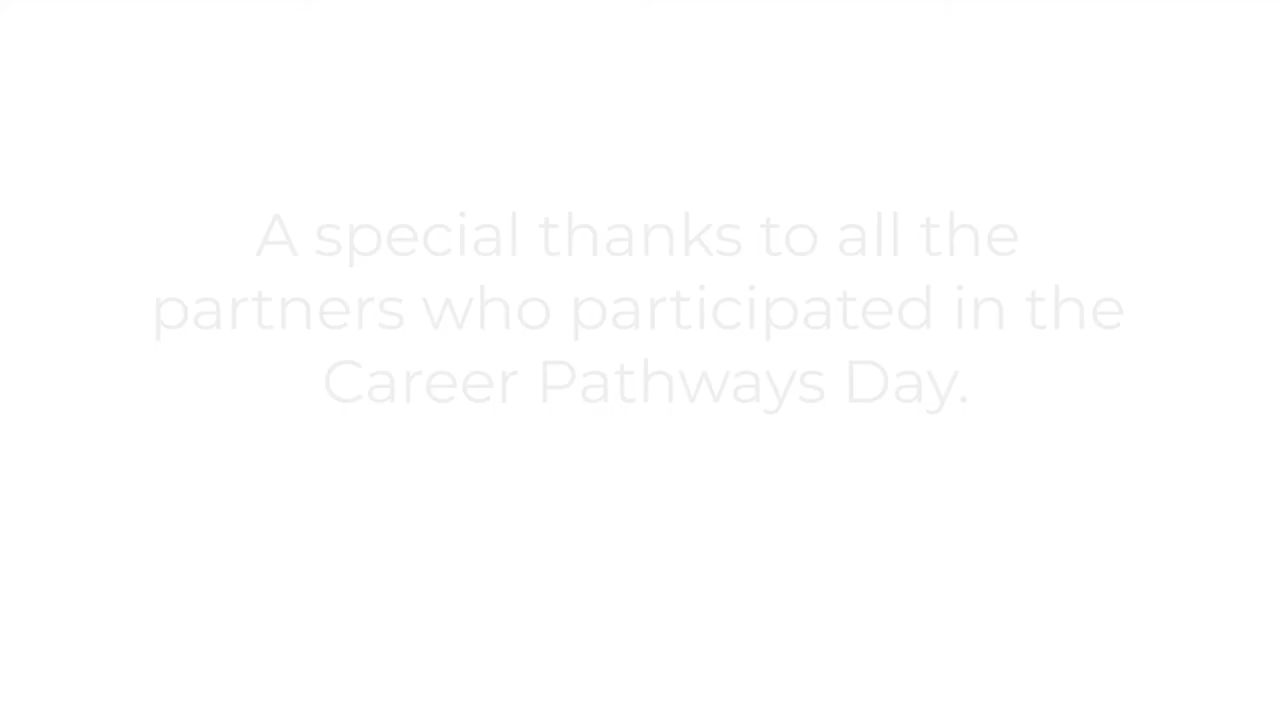 A special thanks to all the
partners who participated in the
Career Pathways Day.